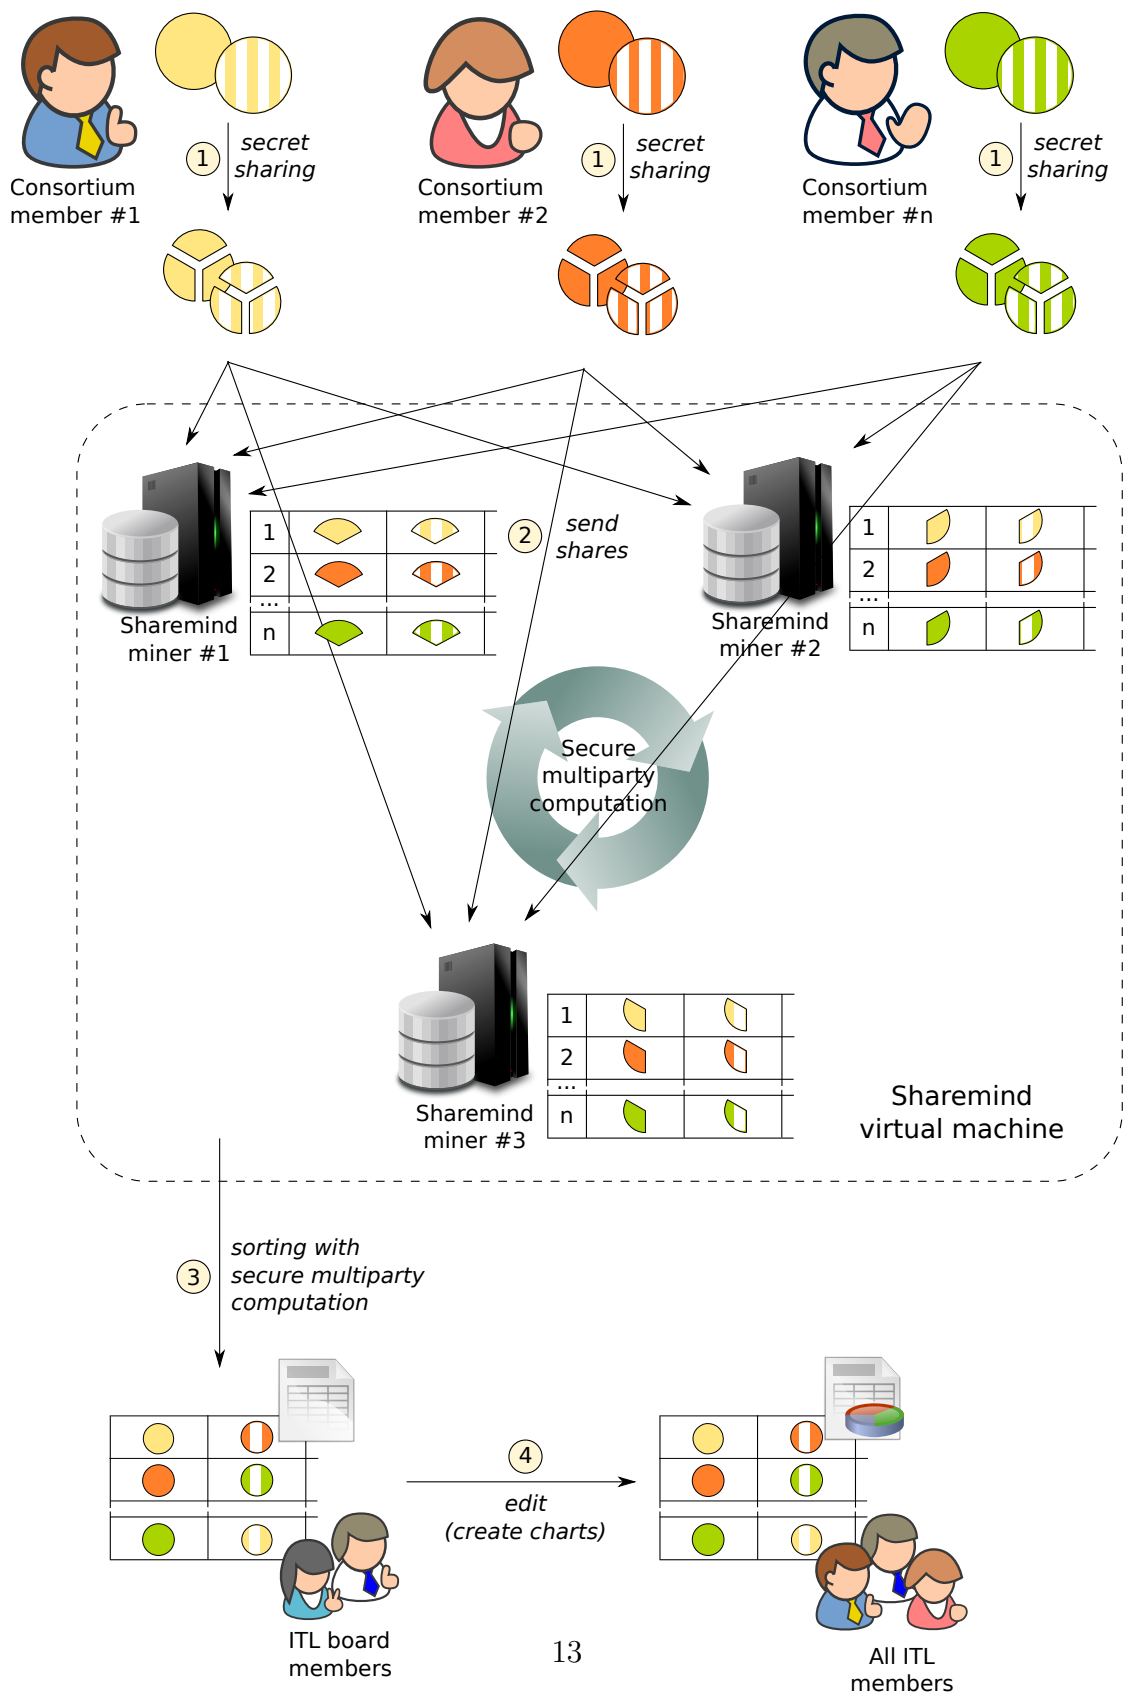 1
secret
sharing
Consortium
member #1
1
secret
sharing
Consortium
member #2
1
secret
sharing
Consortium
member #n
1
2
...
n
Sharemind
miner #1
2
send
shares
1
2
...
n
Sharemind
miner #2
Secure
multiparty
computation
1
2
...
n
Sharemind
miner #3
Sharemind
virtual machine
3
sorting with
secure multiparty
computation
4
edit
(create charts)
ITL board
members
All ITL
members
13